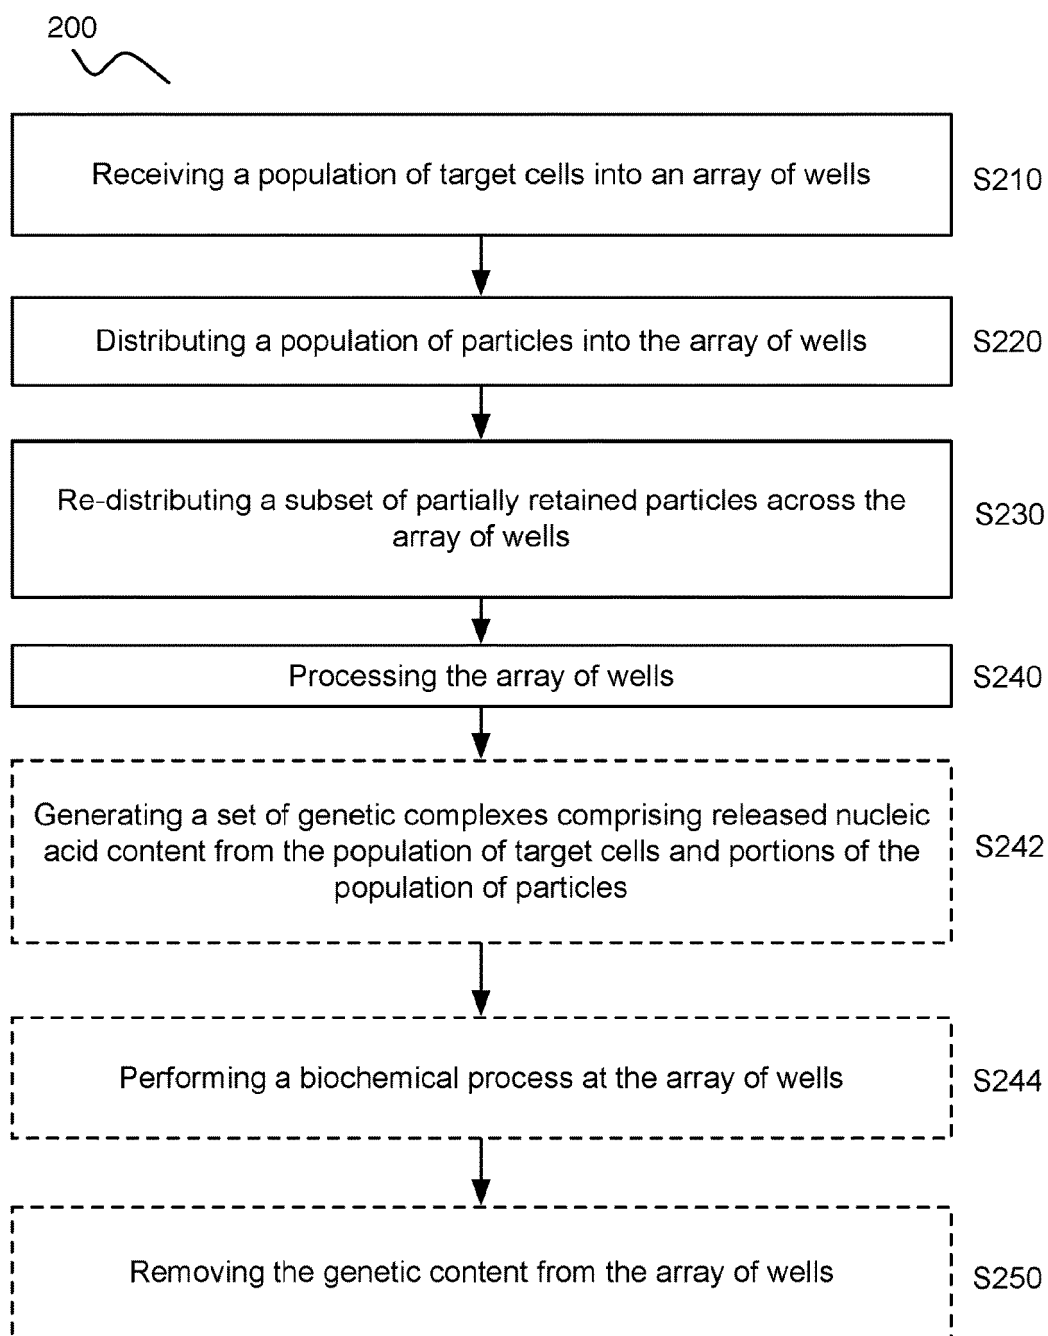 200
Receiving a population of target cells into an array of wells
S210
Distributing a population of particles into the array of wells
S220
Re-distributing a subset of partially retained particles across the
array of wells
S230
Processing the array of wells
S240
Generating a set of genetic complexes comprising released nucleic
acid content from the population of target cells and portions of the
population of particles
S242
Performing a biochemical process at the array of wells
S244
Removing the genetic content from the array of wells
S250